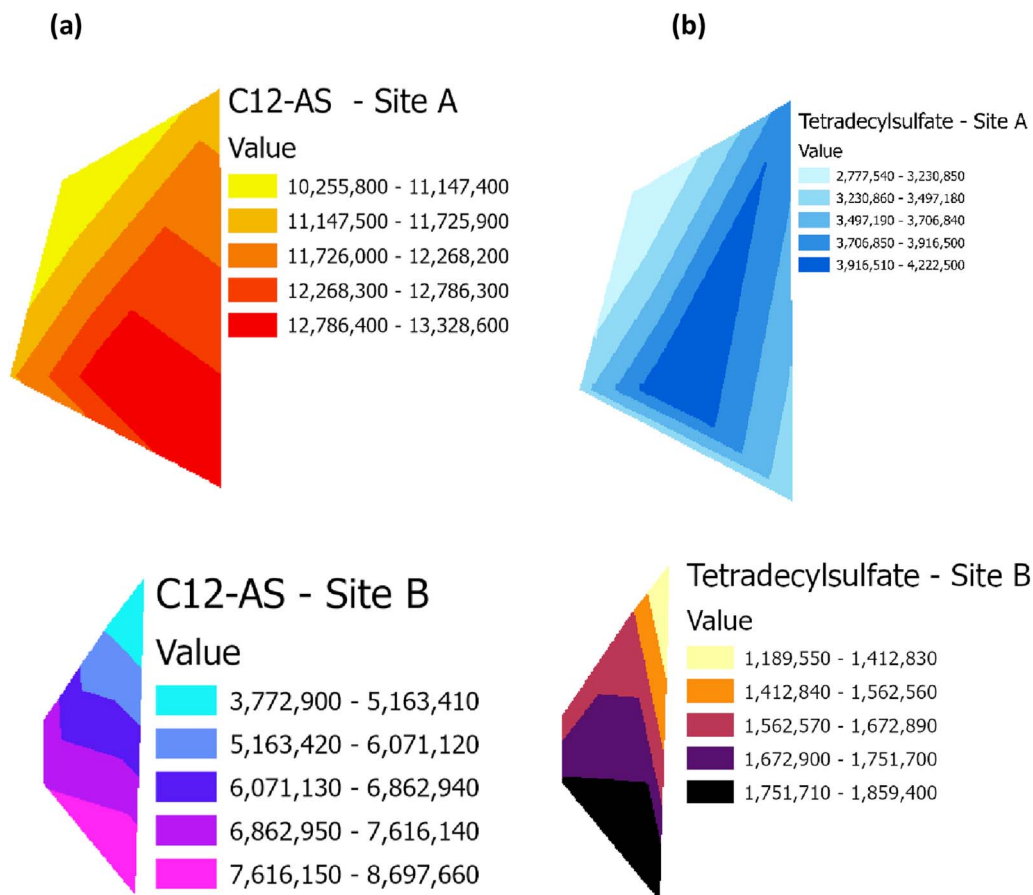 (a)
(b)
C12-AS - Site A
Value
10,255,800 - 11,147,400
11,147,500 - 11,725,900
11,726,000 - 12,268,200
12,268,300 - 12,786,300
12,786,400 - 13,328,600
Tetradecylsulfate - Site A
Value
2,777,540 - 3,230,850
3,230,860 - 3,497,180
3,497,190 - 3,706,840
3,706,850 - 3,916,500
3,916,510 - 4,222,500
C12-AS - Site B
Value
3,772,900 - 5,163,410
5,163,420 - 6,071,120
6,071,130 - 6,862,940
6,862,950 - 7,616,140
7,616,150 - 8,697,660
Tetradecylsulfate - Site B
Value
1,189,550 - 1,412,830
1,412,840 - 1,562,560
1,562,570 - 1,672,890
1,672,900 - 1,751,700
1,751,710 - 1,859,400